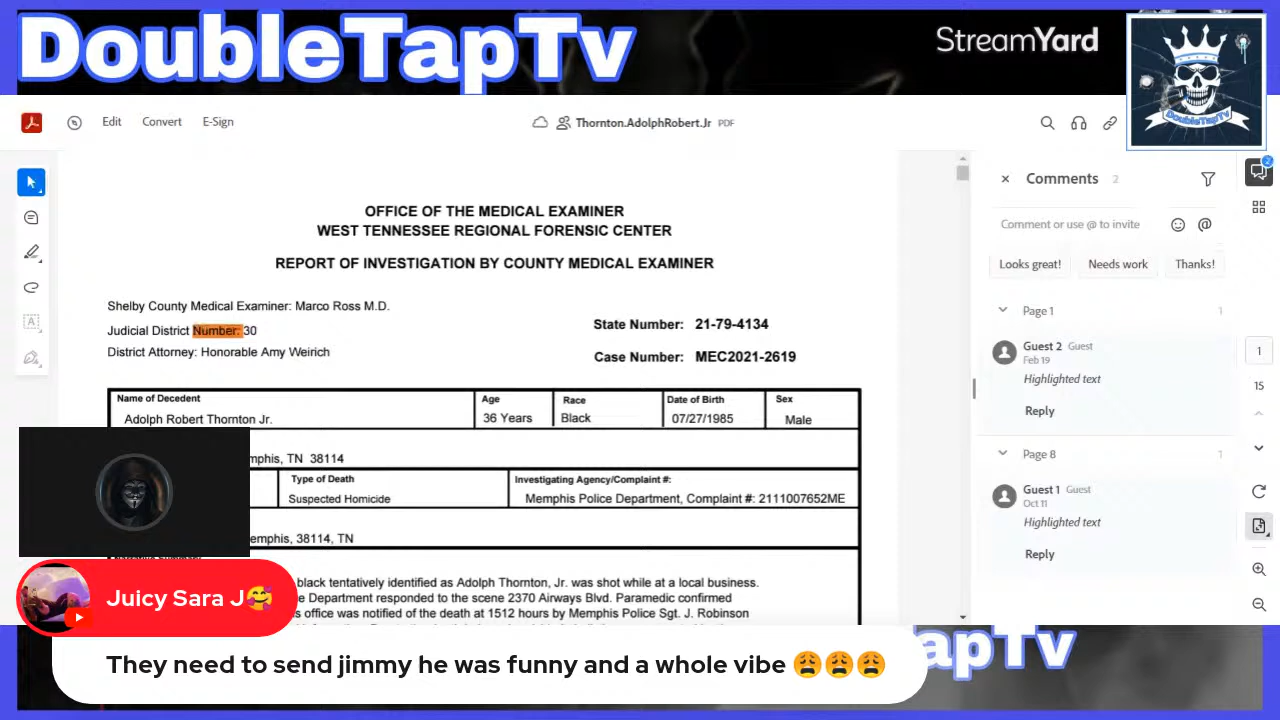 DoubleTapTv
StreamYard
DoubleTapTv
Edit
Convert
E-Sign
Thornton.AdolphRobert.Jr PDF
OFFICE OF THE MEDICAL EXAMINER
WEST TENNESSEE REGIONAL FORENSIC CENTER
REPORT OF INVESTIGATION BY COUNTY MEDICAL EXAMINER
Shelby County Medical Examiner: Marco Ross M.D.
Judicial District Number: 30
District Attorney: Honorable Amy Weirich
State Number: 21-79-4134
Case Number: MEC2021-2619
Name of Decedent
Age
Race
Date of Birth
Sex
Adolph Robert Thornton Jr.
36 Years
Black
07/27/1985
Male
mphis, TN 38114
Type of Death
Investigating Agency/Complaint #:
Suspected Homicide
Memphis Police Department, Complaint #: 2111007652ME
emphis, 38114, TN
black tentatively identified as Adolph Thornton, Jr. was shot while at a local business.
e Department responded to the scene 2370 Airways Blvd. Paramedic confirmed
s office was notified of the death at 1512 hours by Memphis Police Sgt. J. Robinson
Comments 2
Comment or use @ to invite
Looks great!
Needs work
Thanks!
Page 1
1
Guest 2 Guest
Feb 19
Highlighted text
Reply
Page 8
1
Guest 1 Guest
Oct 11
Highlighted text
Reply
2
1
15
Juicy Sara J🥰
They need to send jimmy he was funny and a whole vibe 😩😩😩
apTv